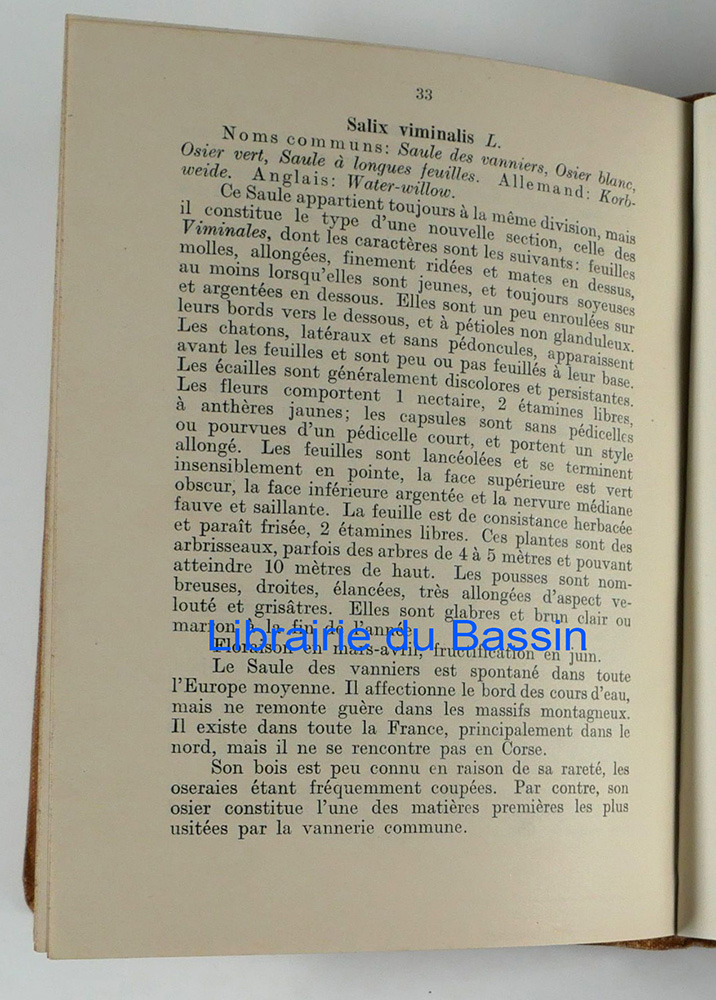 33
Salix viminalis L.
Noms communs: Saule des vanniers, Osier blanc,
Osier vert, Saule à longues feuilles. Allemand: Korb-
weide. Anglais: Water-willow.
Ce Saule appartient toujours à la même division, mais
il constitue le type d'une nouvelle section, celle des
Viminales, dont les caractères sont les suivants: feuilles
molles, allongées, finement ridées et mates en dessus,
au moins lorsqu'elles sont jeunes, et toujours soyeuses
et argentées en dessous. Elles sont un peu enroulées sur
leurs bords vers le dessous, et à pétioles non glanduleux.
Les chatons, latéraux et sans pédoncules, apparaissent
avant les feuilles et sont peu ou pas feuillés à leur base.
Les écailles sont généralement discolores et persistantes.
Les fleurs comportent 1 nectaire, 2 étamines libres,
à anthères jaunes; les capsules sont sans pédicelles
ou pourvues d'un pédicelle court, et portent un style
allongé. Les feuilles sont lancéolées et se terminent
insensiblement en pointe, la face supérieure est vert
obscur, la face inférieure argentée et la nervure médiane
fauve et saillante. La feuille est de consistance herbacée
et paraît frisée, 2 étamines libres. Ces plantes sont des
arbrisseaux, parfois des arbres de 4 à 5 mètres et pouvant
atteindre 10 mètres de haut. Les pousses sont nom-
breuses, droites, élancées, très allongées d'aspect ve-
louté et grisâtres. Elles sont glabres et brun clair ou
marron à la fin de l'année.
Librairie du Bassin
Floraison en mars-avril, fructification en juin.
Le Saule des vanniers est spontané dans toute
l'Europe moyenne. Il affectionne le bord des cours d'eau,
mais ne remonte guère dans les massifs montagneux.
Il existe dans toute la France, principalement dans le
nord, mais il ne se rencontre pas en Corse.
Son bois est peu connu en raison de sa rareté, les
oseraies étant fréquemment coupées. Par contre, son
osier constitue l'une des matières premières les plus
usitées par la vannerie commune.